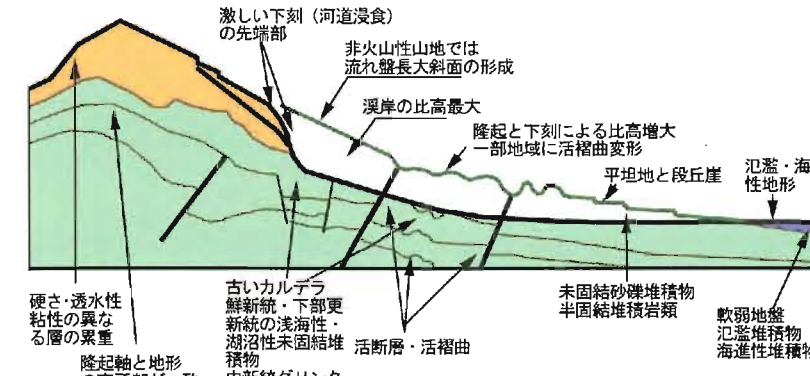 激しい下刻（河道浸食）
の先端部
非火山性山地では
流れ盤長大斜面の形成
渓岸の比高最大
隆起と下刻による比高増大
一部地域に活褶曲変形
平坦地と段丘崖
氾濫・海
性地形
硬さ･透水性
粘性の異な
る層の累重
隆起軸と地形
古いカルデラ
鮮新統・下部更
新統の浅海性・
湖沼性未固結堆
積物
活断層・活褶曲
未固結砂礫堆積物
半固結堆積岩類
軟弱地盤
氾濫堆積物
海進性堆積物